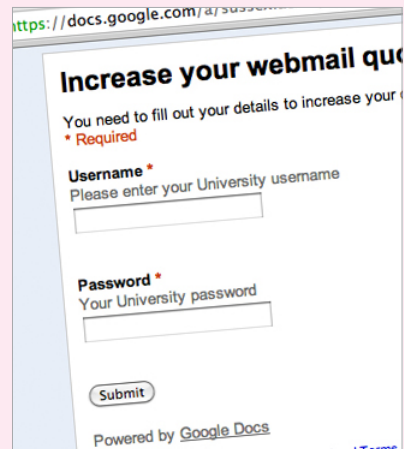 https://docs.google.com/a/sussex
Increase your webmail quo
You need to fill out your details to increase your
* Required
Username *
Please enter your University username
Password *
Your University password
Submit
Powered by Google Docs
Terms